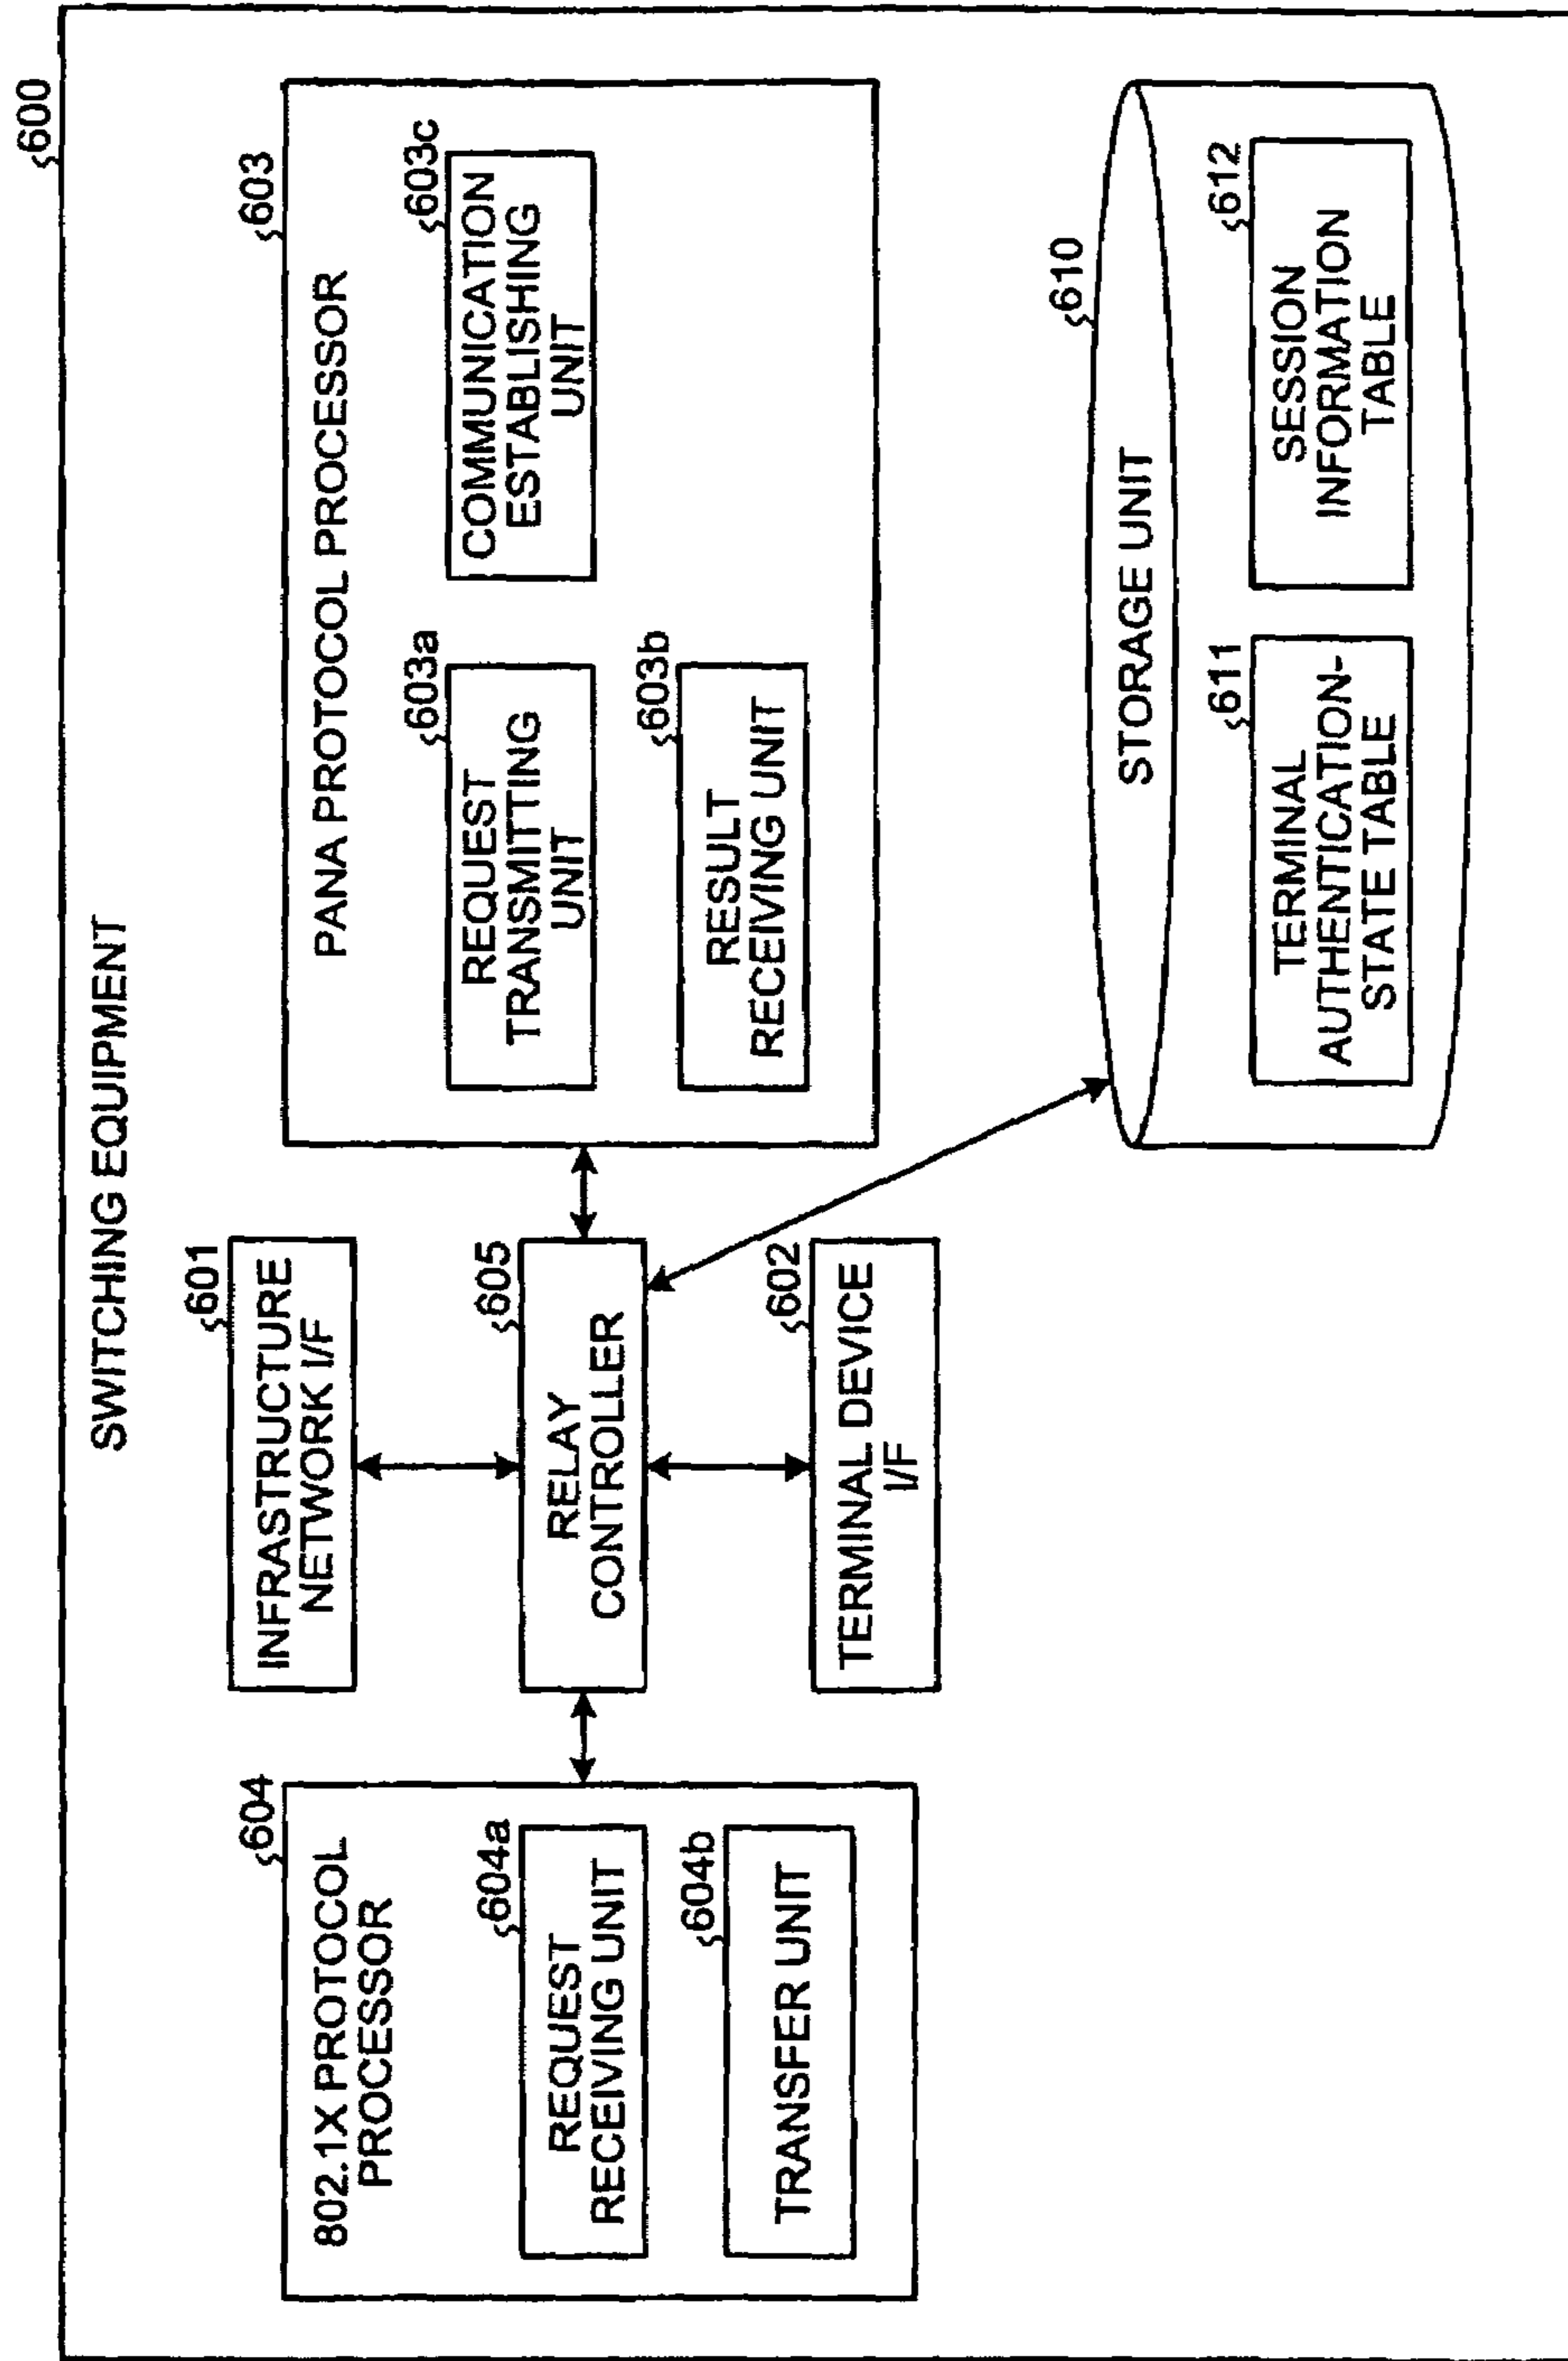 600
SWITCHING EQUIPMENT
604
802.1X PROTOCOL
PROCESSOR
604a
REQUEST
RECEIVING UNIT
604b
TRANSFER UNIT
601
INFRASTRUCTURE
NETWORK I/F
605
RELAY
CONTROLLER
602
TERMINAL DEVICE
I/F
603
PANA PROTOCOL PROCESSOR
603a
REQUEST
TRANSMITTING
UNIT
603b
RESULT
RECEIVING UNIT
603c
COMMUNICATION
ESTABLISHING
UNIT
610
STORAGE UNIT
611
TERMINAL
AUTHENTICATION-
STATE TABLE
612
SESSION
INFORMATION
TABLE